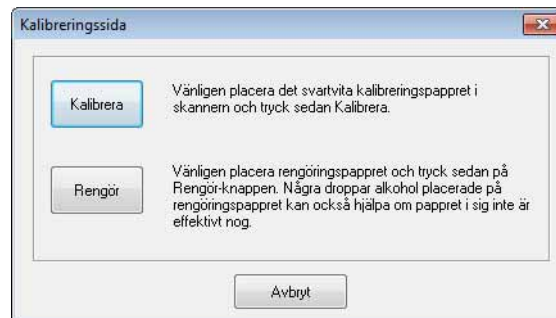 Kalibreringssida
Kalibrera
Vänligen placera det svartvita kalibreringspappret i
skannern och tryck sedan Kalibrera.
Rengör
Vänligen placera rengöringspappret och tryck sedan på
Rengör-knappen. Några droppar alkohol placerade på
rengöringspappret kan också hjälpa om pappret i sig inte är
effektivt nog.
Avbryt